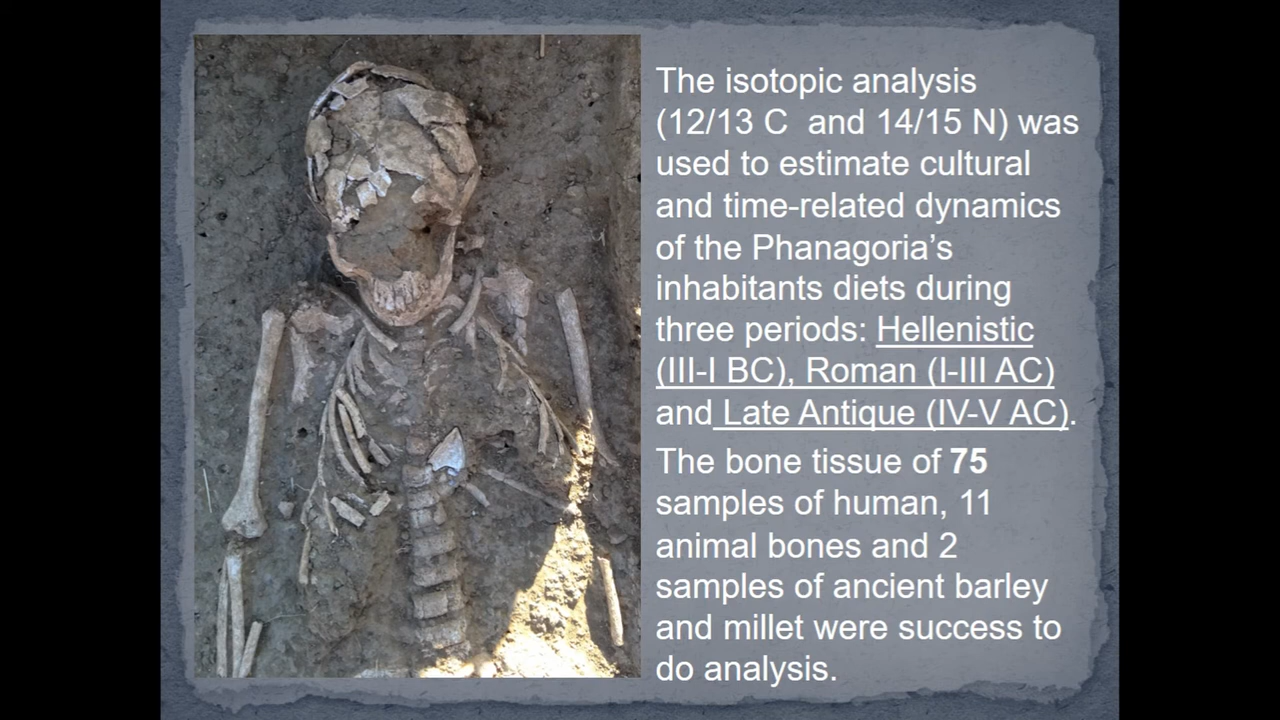 The isotopic analysis
(12/13 C and 14/15 N) was
used to estimate cultural
and time-related dynamics
of the Phanagoria’s
inhabitants diets during
three periods: Hellenistic
(III-I BC), Roman (I-III AC)
and Late Antique (IV-V AC).
The bone tissue of 75
samples of human, 11
animal bones and 2
samples of ancient barley
and millet were success to
do analysis.